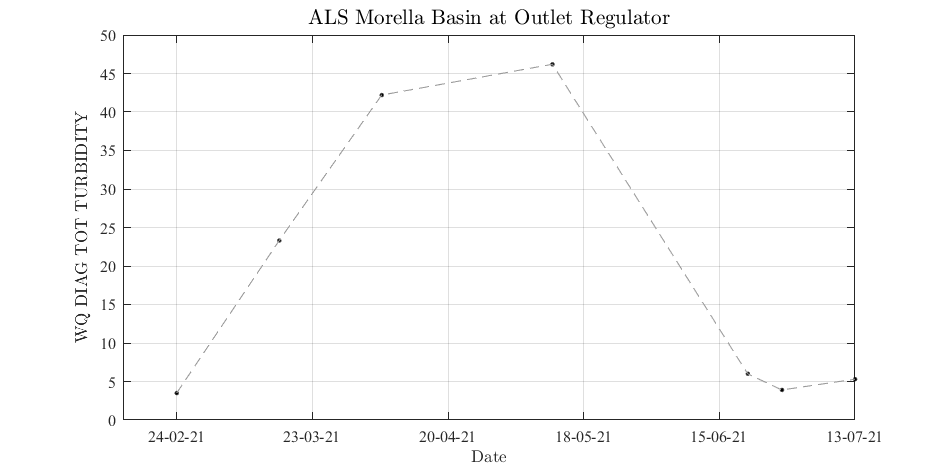 ALS Morella Basin at Outlet Regulator
WQ DIAG TOT TURBIDITY
50
45
40
35
30
25
20
15
10
5
0
24-02-21 23-03-21 20-04-21 18-05-21 15-06-21 13-07-21
Date